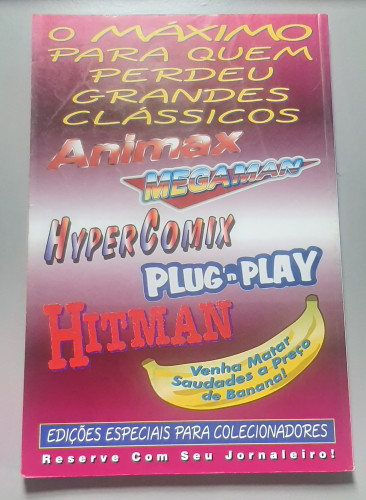 O MÁXIMO
PARA QUEM
PERDEU
GRANDES
CLÁSSICOS
Animax
MEGAMAN
HYPERCOMIX
PLUG n PLAY
HITMAN
Venha Matar
Saudades a Preço
de Banana!
EDIÇÕES ESPECIAIS PARA COLECIONADORES
Reserve Com Seu Jornaleiro!